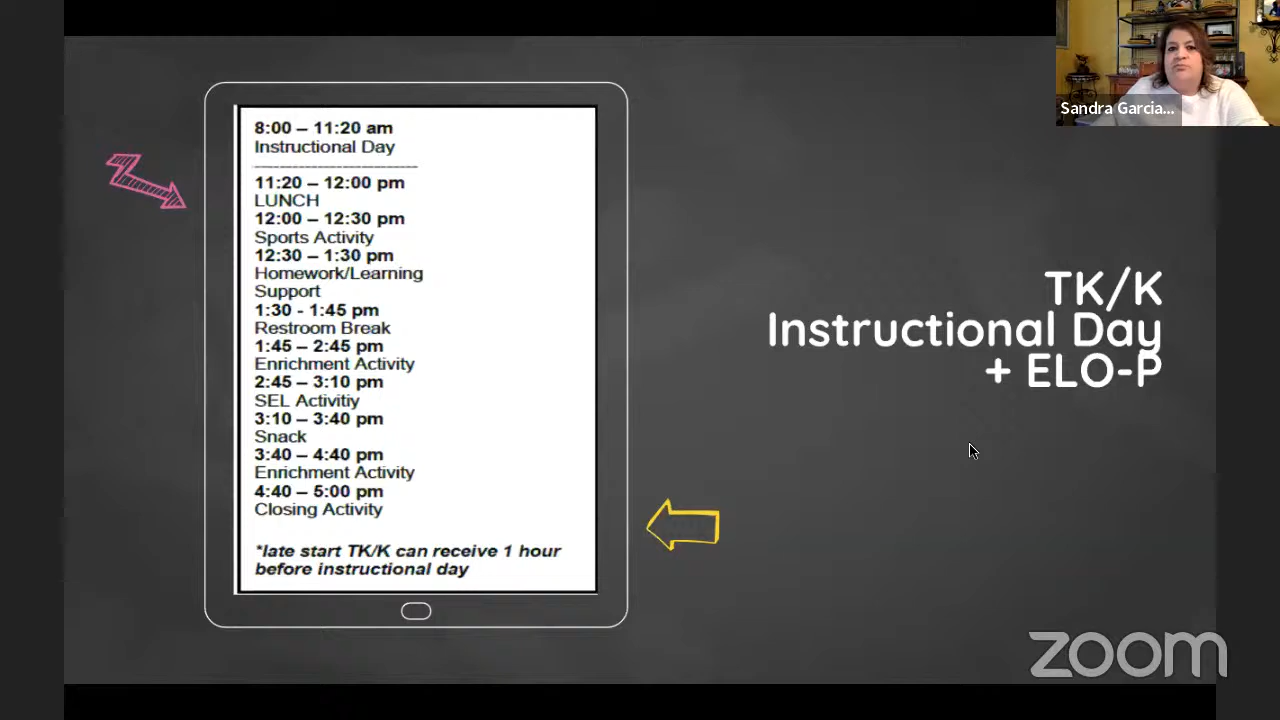 8:00 – 11:20 am
Instructional Day
11:20 – 12:00 pm
LUNCH
12:00 – 12:30 pm
Sports Activity
12:30 – 1:30 pm
Homework/Learning
Support
1:30 - 1:45 pm
Restroom Break
1:45 – 2:45 pm
Enrichment Activity
2:45 – 3:10 pm
SEL Activitiy
3:10 – 3:40 pm
Snack
3:40 – 4:40 pm
Enrichment Activity
4:40 – 5:00 pm
Closing Activity
*late start TK/K can receive 1 hour
before instructional day
TK/K
Instructional Day
+ ELO-P
Sandra Garcia...
zoom